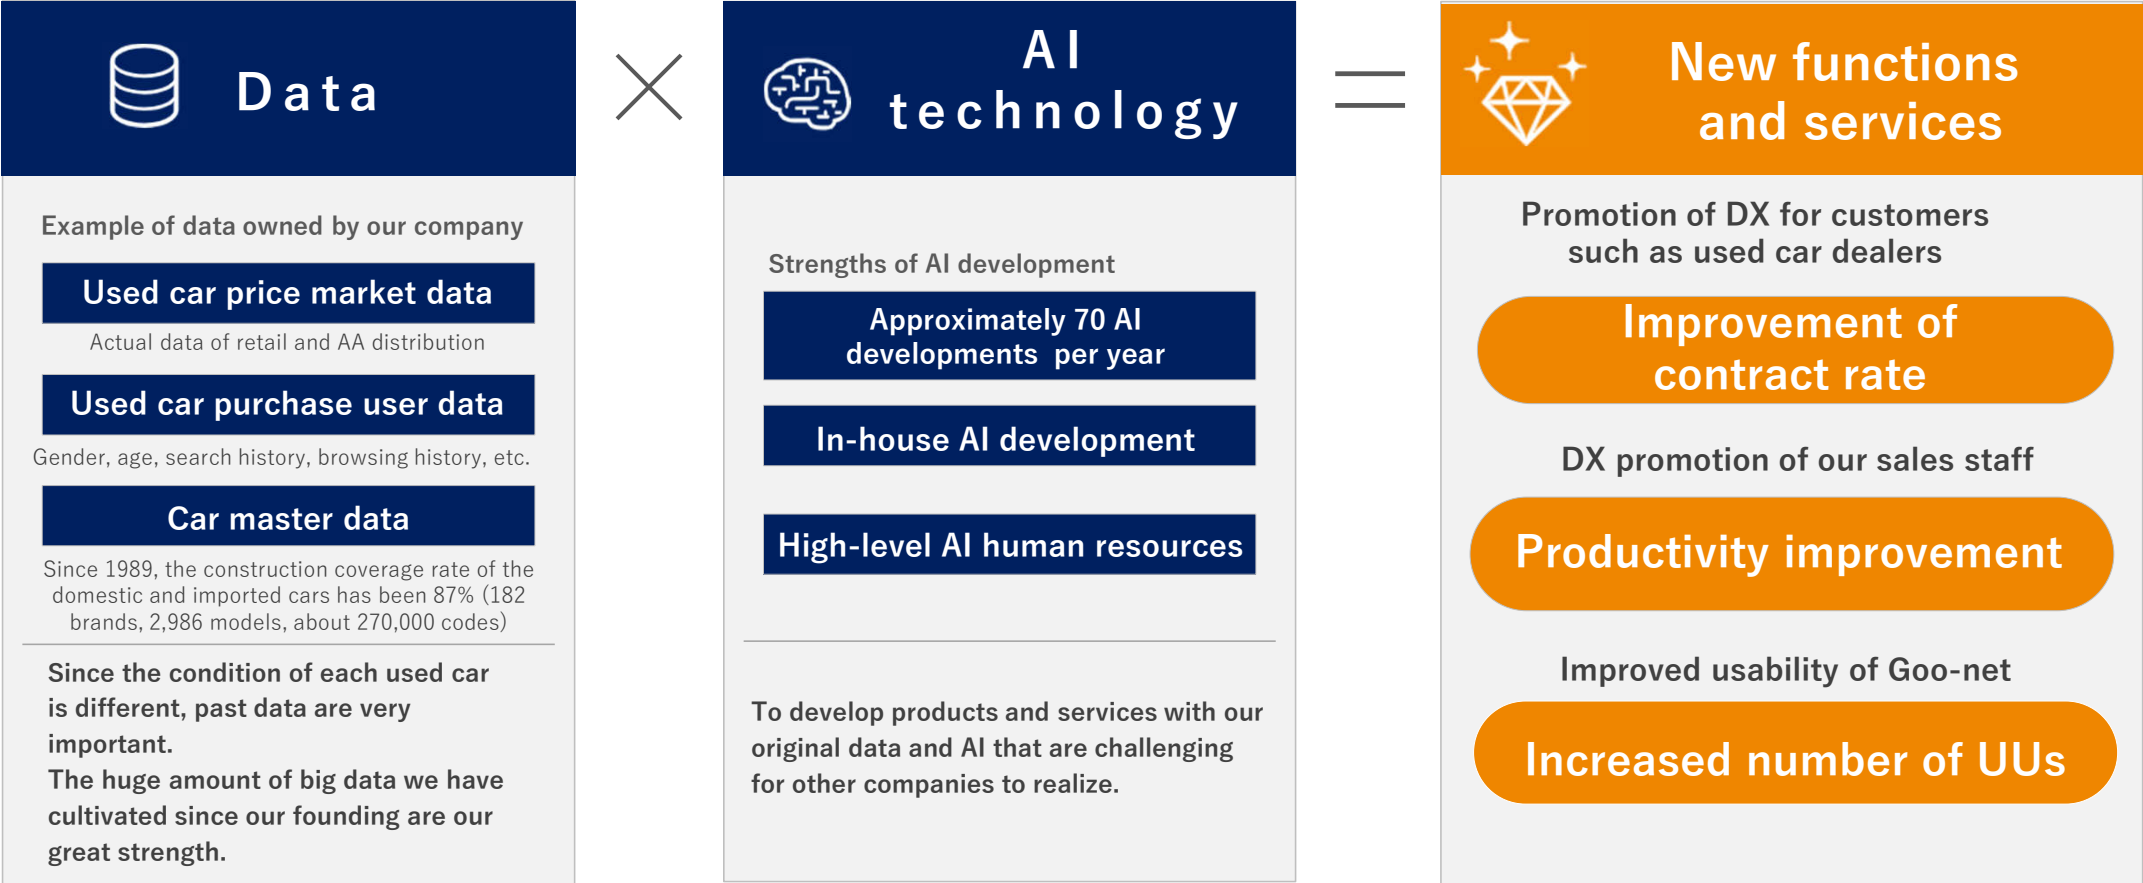 Data
Example of data owned by our company
Used car price market data
Actual data of retail and AA distribution
Used car purchase user data
Gender, age, search history, browsing history, etc.
Car master data
Since 1989, the construction coverage rate of the
domestic and imported cars has been 87% (182
brands, 2,986 models, about 270,000 codes)
Since the condition of each used car
is different, past data are very
important.
The huge amount of big data we have
cultivated since our founding are our
great strength.
×
AI
technology
Strengths of AI development
Approximately 70 AI
developments per year
In-house AI development
High-level AI human resources
To develop products and services with our
original data and AI that are challenging
for other companies to realize.
=
New functions
and services
Promotion of DX for customers
such as used car dealers
Improvement of
contract rate
DX promotion of our sales staff
Productivity improvement
Improved usability of Goo-net
Increased number of UUs